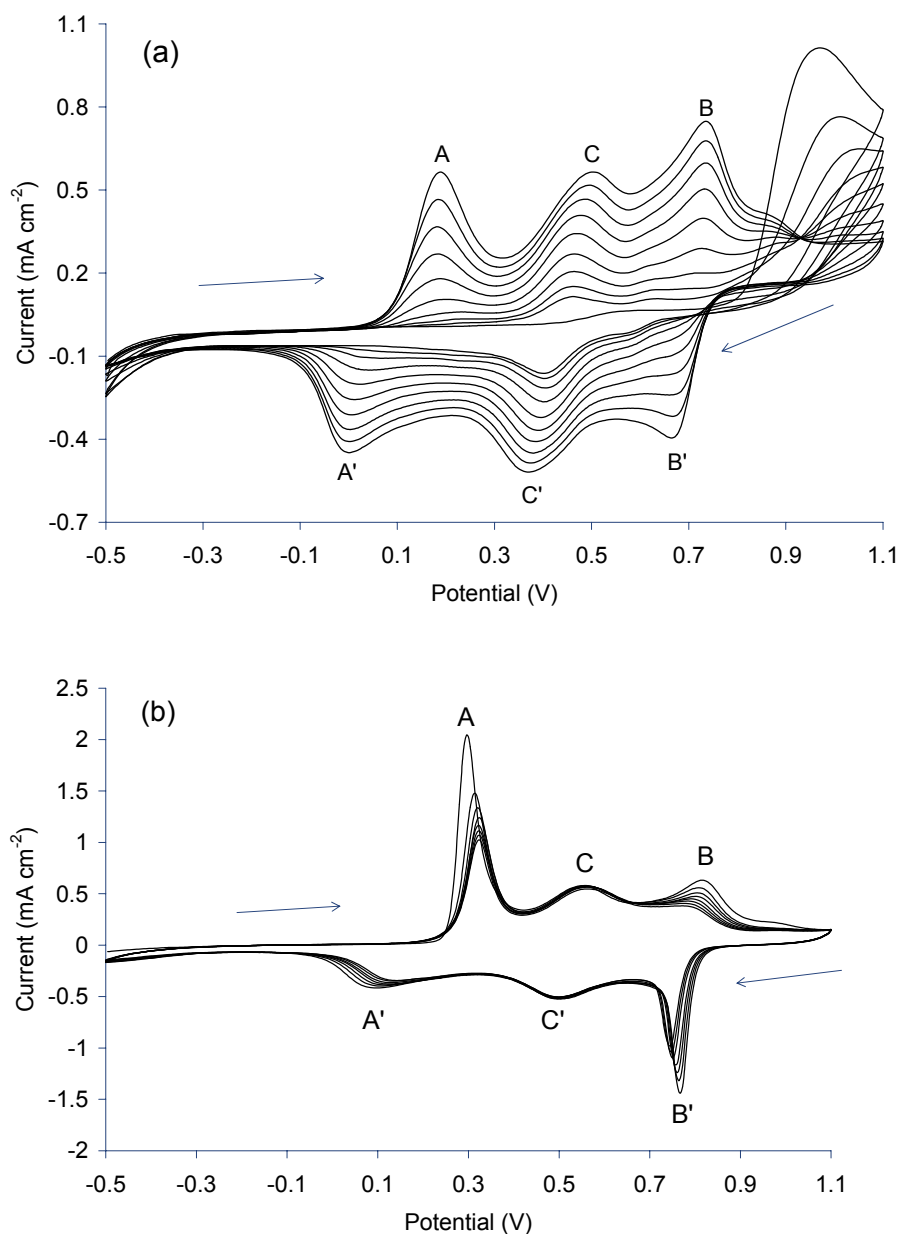 (a)
1.1
0.8
0.5
0.2
-0.1
-0.4
-0.7
Current (mA cm-2)
A
C
B
A'
C'
B'
-0.5 -0.3 -0.1 0.1 0.3 0.5 0.7 0.9 1.1
Potential (V)
(b)
2.5
2
1.5
1
0.5
0
-0.5
-1
-1.5
-2
Current (mA cm-2)
A
C
B
A'
C'
B'
-0.5 -0.3 -0.1 0.1 0.3 0.5 0.7 0.9 1.1
Potential (V)